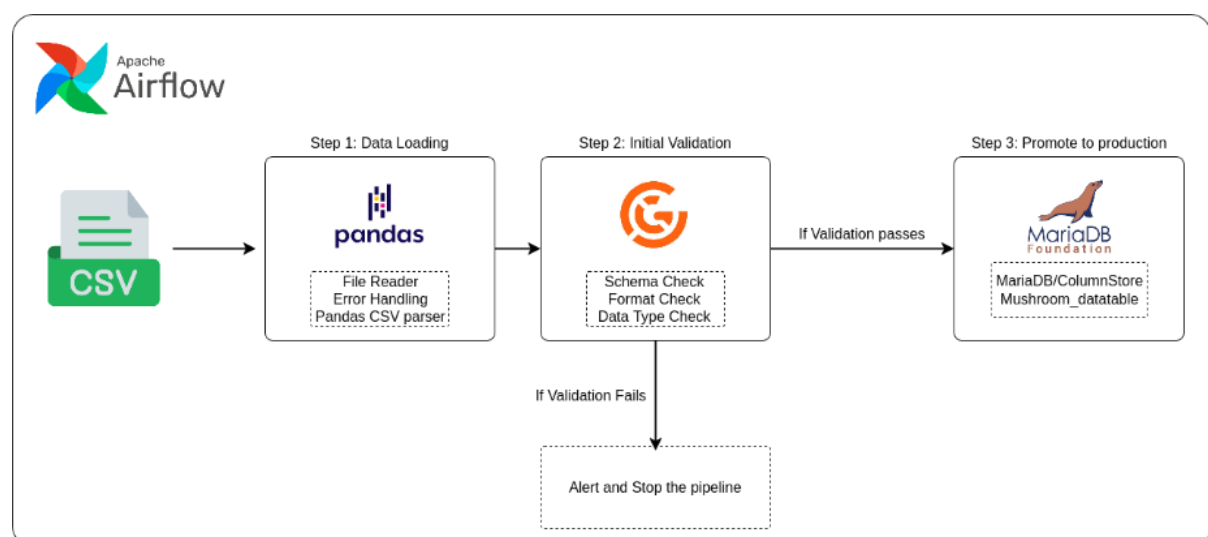 Apache
Airflow
Step 1: Data Loading
Step 2: Initial Validation
Step 3: Promote to production
CSV
pandas
File Reader
Error Handling
Pandas CSV parser
Schema Check
Format Check
Data Type Check
If Validation passes
MariaDB
Foundation
MariaDB/ColumnStore
Mushroom_datatable
If Validation Fails
Alert and Stop the pipeline